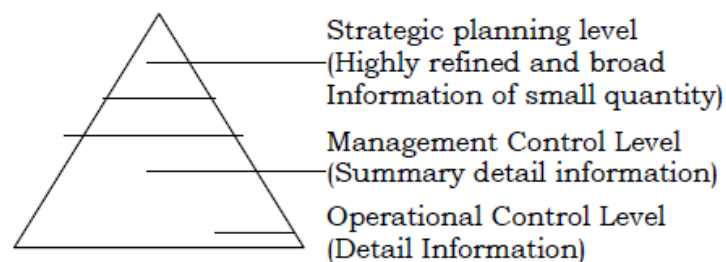 Strategic planning level
(Highly refined and broad
Information of small quantity)
Management Control Level
(Summary detail information)
Operational Control Level
(Detail Information)